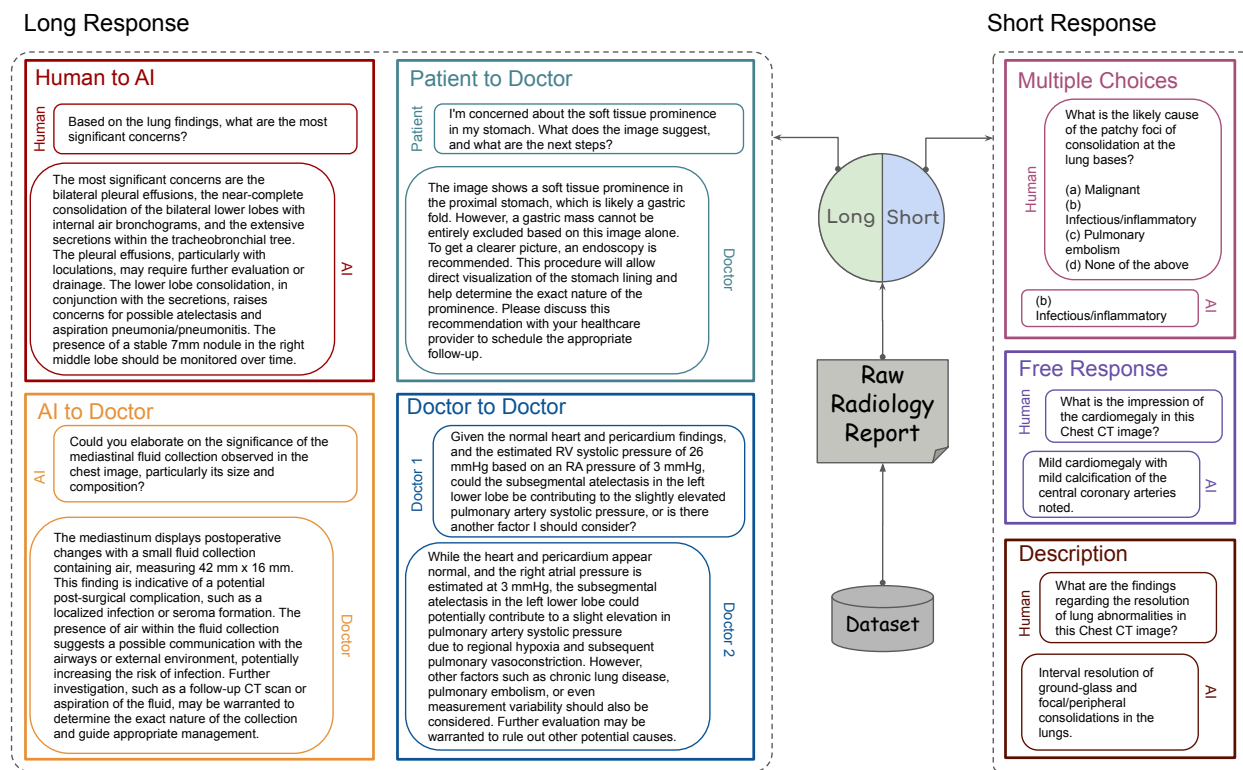 Long Response
Short Response
Human to AI
Human
Based on the lung findings, what are the most
significant concerns?
The most significant concerns are the
bilateral pleural effusions, the near-complete
consolidation of the bilateral lower lobes with
internal air bronchograms, and the extensive
secretions within the tracheobronchial tree.
The pleural effusions, particularly with
loculations, may require further evaluation or
drainage. The lower lobe consolidation, in
conjunction with the secretions, raises
concerns for possible atelectasis and
aspiration pneumonia/pneumonitis. The
presence of a stable 7mm nodule in the right
middle lobe should be monitored over time.
AI
Patient to Doctor
Patient
I'm concerned about the soft tissue prominence
in my stomach. What does the image suggest,
and what are the next steps?
The image shows a soft tissue prominence in
the proximal stomach, which is likely a gastric
fold. However, a gastric mass cannot be
entirely excluded based on this image alone.
To get a clearer picture, an endoscopy is
recommended. This procedure will allow
direct visualization of the stomach lining and
help determine the exact nature of the
prominence. Please discuss this
recommendation with your healthcare
provider to schedule the appropriate
follow-up.
Doctor
AI to Doctor
AI
Could you elaborate on the significance of the
mediastinal fluid collection observed in the
chest image, particularly its size and
composition?
The mediastinum displays postoperative
changes with a small fluid collection
containing air, measuring 42 mm x 16 mm.
This finding is indicative of a potential
post-surgical complication, such as a
localized infection or seroma formation. The
presence of air within the fluid collection
suggests a possible communication with the
airways or external environment, potentially
increasing the risk of infection. Further
investigation, such as a follow-up CT scan or
aspiration of the fluid, may be warranted to
determine the exact nature of the collection
and guide appropriate management.
Doctor
Doctor to Doctor
Doctor 1
Given the normal heart and pericardium findings,
and the estimated RV systolic pressure of 26
mmHg based on an RA pressure of 3 mmHg,
could the subsegmental atelectasis in the left
lower lobe be contributing to the slightly elevated
pulmonary artery systolic pressure, or is there
another factor I should consider?
While the heart and pericardium appear
normal, and the right atrial pressure is
estimated at 3 mmHg, the subsegmental
atelectasis in the left lower lobe could
potentially contribute to a slight elevation in
pulmonary artery systolic pressure
due to regional hypoxia and subsequent
pulmonary vasoconstriction. However,
other factors such as chronic lung disease,
pulmonary embolism, or even
measurement variability should also be
considered. Further evaluation may be
warranted to rule out other potential causes.
Doctor 2
Long Short
Raw
Radiology
Report
Dataset
Multiple Choices
Human
What is the likely cause
of the patchy foci of
consolidation at the
lung bases?
(a) Malignant
(b)
Infectious/inflammatory
(c) Pulmonary
embolism
(d) None of the above
(b)
Infectious/inflammatory
AI
Free Response
Human
What is the impression of
the cardiomegaly in this
Chest CT image?
Mild cardiomegaly with
mild calcification of the
central coronary arteries
noted.
AI
Description
Human
What are the findings
regarding the resolution
of lung abnormalities in
this Chest CT image?
Interval resolution of
ground-glass and
focal/peripheral
consolidations in the
lungs.
AI